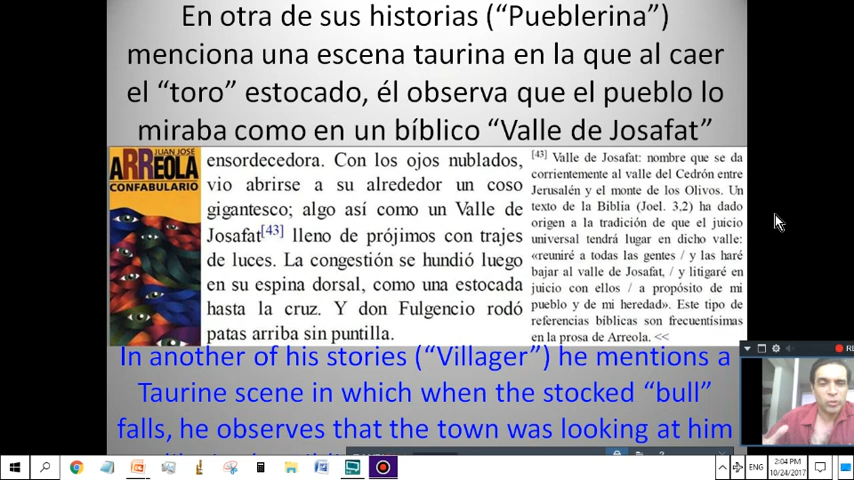 En otra de sus historias (“Pueblerina”)
menciona una escena taurina en la que al caer
el “toro” estocado, él observa que el pueblo lo
miraba como en un bíblico “Valle de Josafat”
JUAN JOSÉ
ARREOLA
CONFABULARIO
ensordecedora. Con los ojos nublados,
vio abrirse a su alrededor un coso
gigantesco; algo así como un Valle de
Josafat[43] lleno de prójimos con trajes
de luces. La congestión se hundió luego
en su espina dorsal, como una estocada
hasta la cruz. Y don Fulgencio rodó
patas arriba sin puntilla.
[43] Valle de Josafat: nombre que se da
corrientemente al valle del Cedrón entre
Jerusalén y el monte de los Olivos. Un
texto de la Biblia (Joel. 3,2) ha dado
origen a la tradición de que el juicio
universal tendrá lugar en dicho valle:
«reuniré a todas las gentes / y las haré
bajar al valle de Josafat, / y litigaré en
juicio con ellos / a propósito de mi
pueblo y de mi heredad». Este tipo de
referencias bíblicas son frecuentísimas
en la prosa de Arreola. <<
In another of his stories (“Villager”) he mentions a
Taurine scene in which when the stocked “bull”
falls, he observes that the town was looking at him
RE
ENG
2:04 PM
10/24/2017